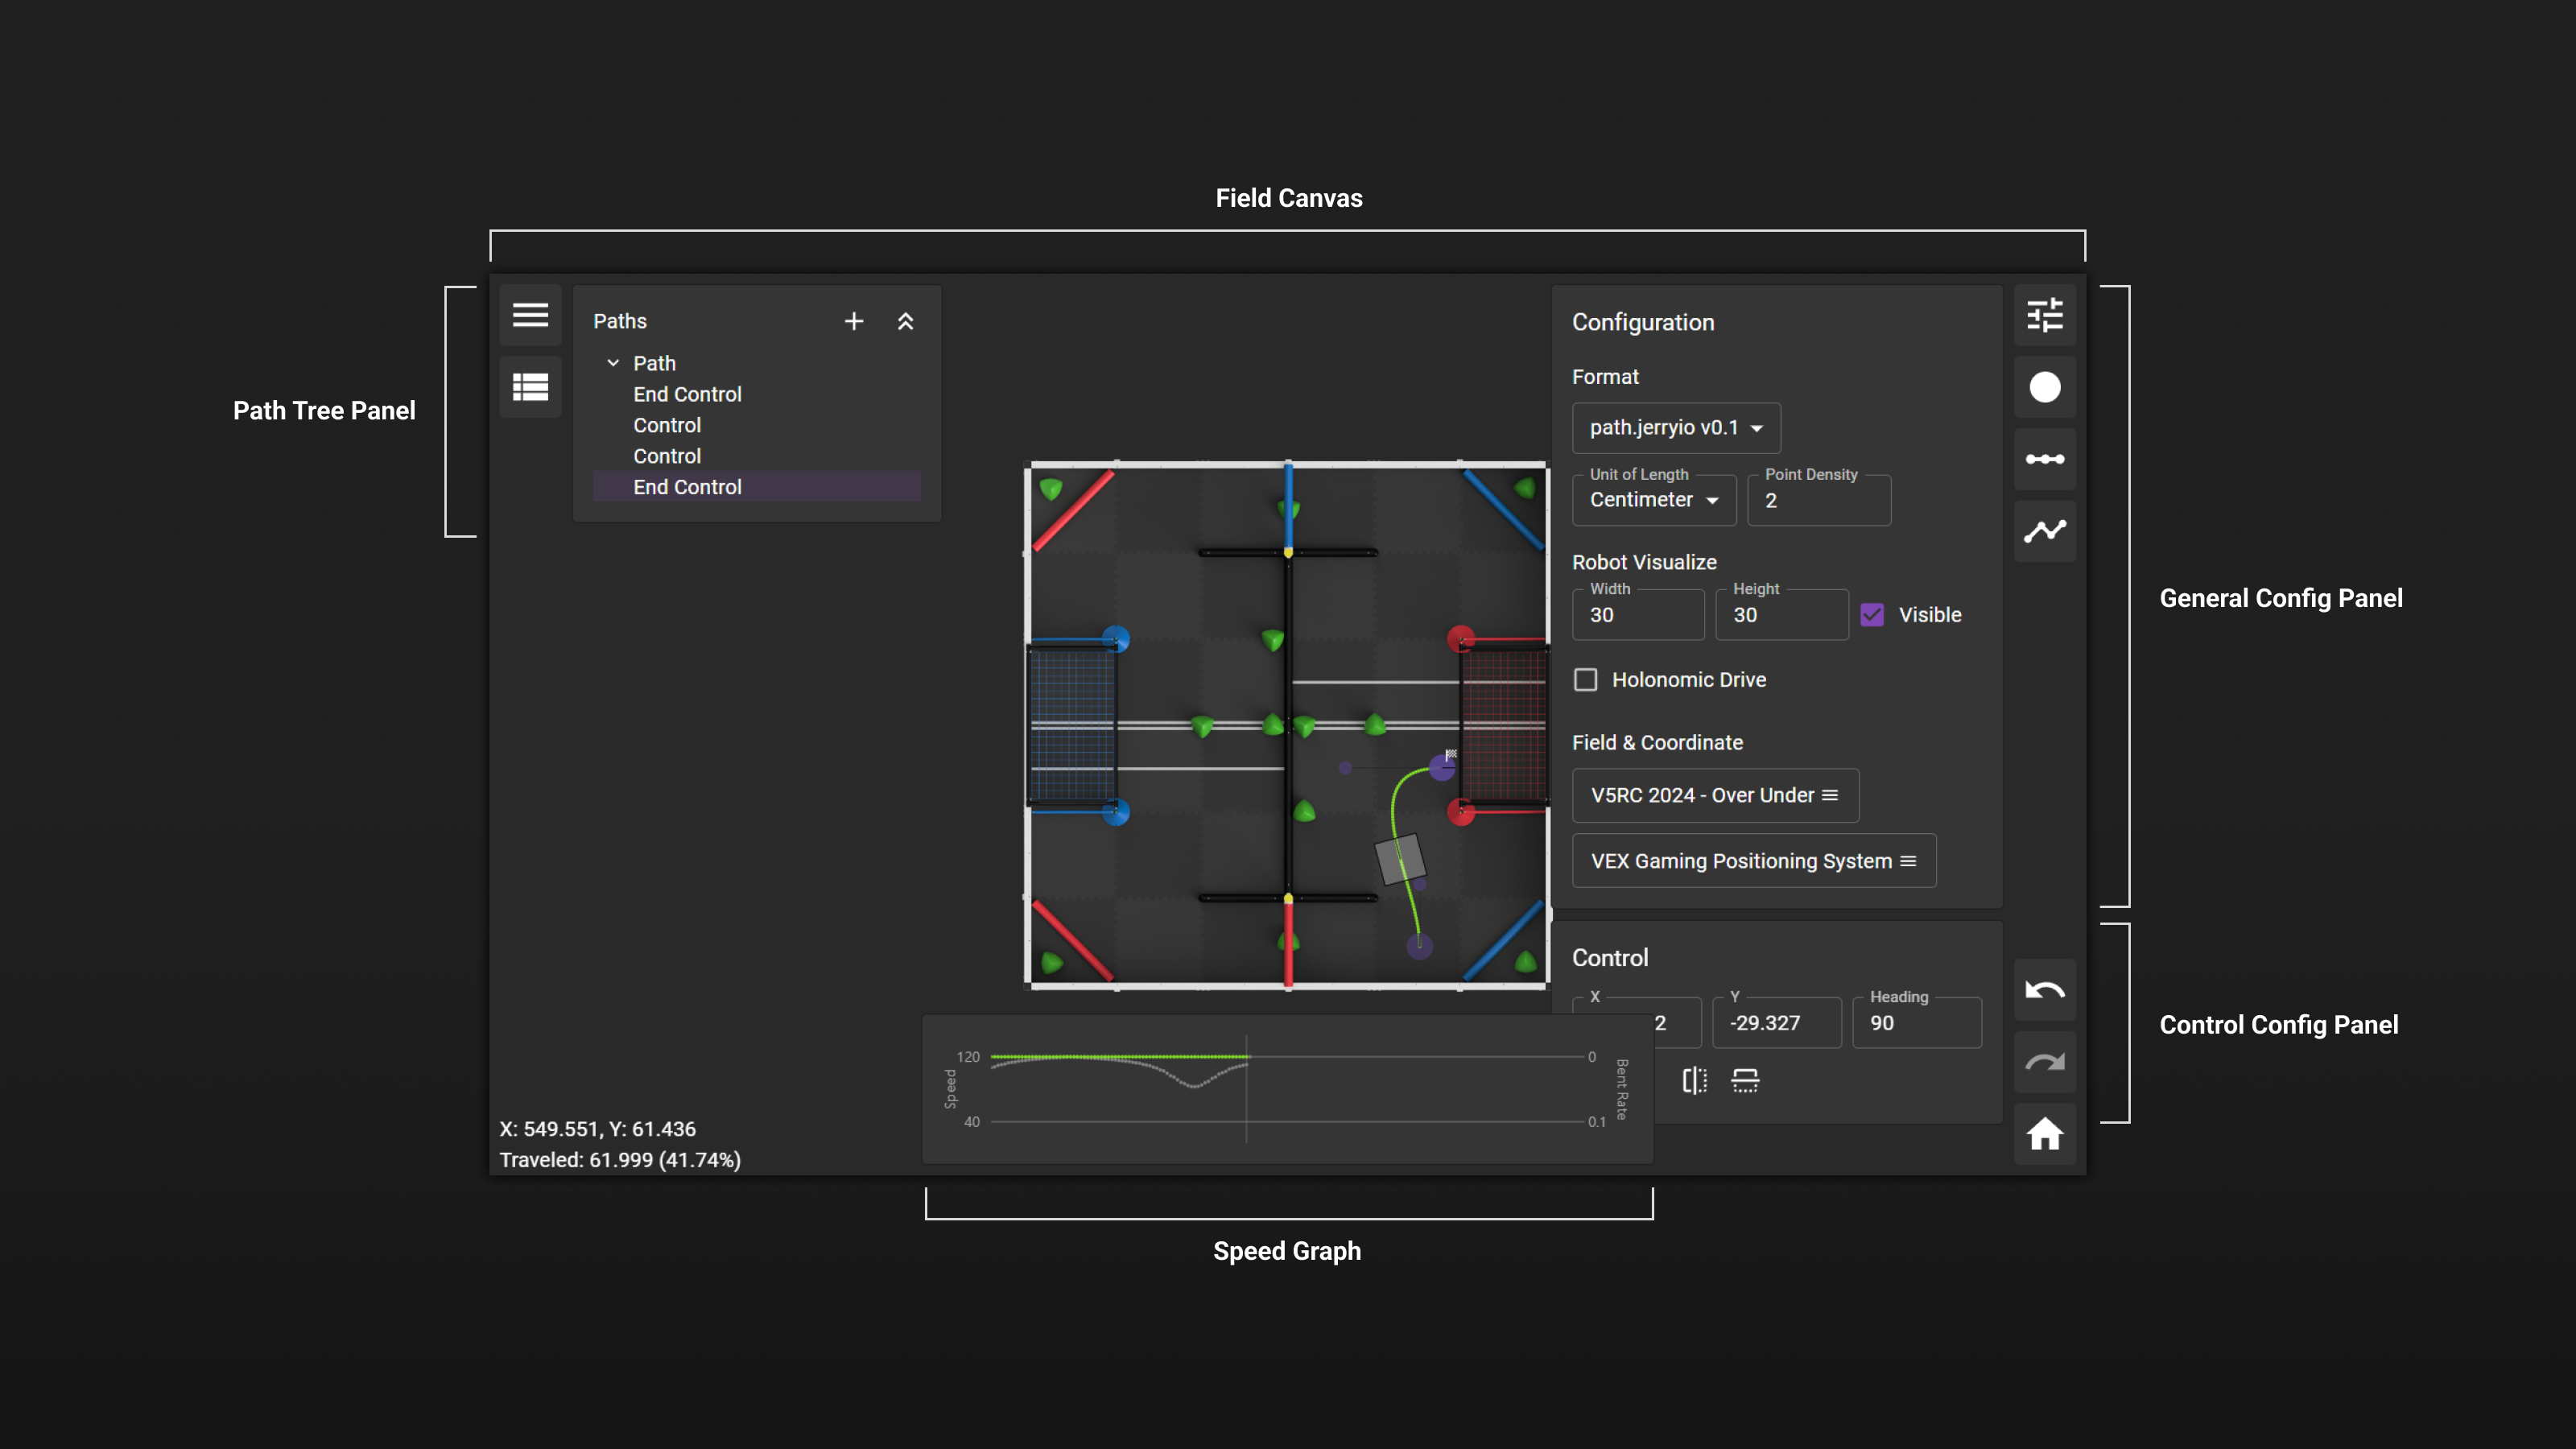 Field Canvas
Path Tree Panel
Paths
Path
End Control
Control
Control
End Control
Configuration
Format
path.jerryio v0.1
Unit of Length
Centimeter
Point Density
2
Robot Visualize
Width
30
Height
30
Visible
Holonomic Drive
Field & Coordinate
V5RC 2024 - Over Under
VEX Gaming Positioning System
General Config Panel
Control
X
2
Y
-29.327
Heading
90
Control Config Panel
120
40
Speed
0
0.1
Bent Rate
X: 549.551, Y: 61.436
Traveled: 61.999 (41.74%)
Speed Graph